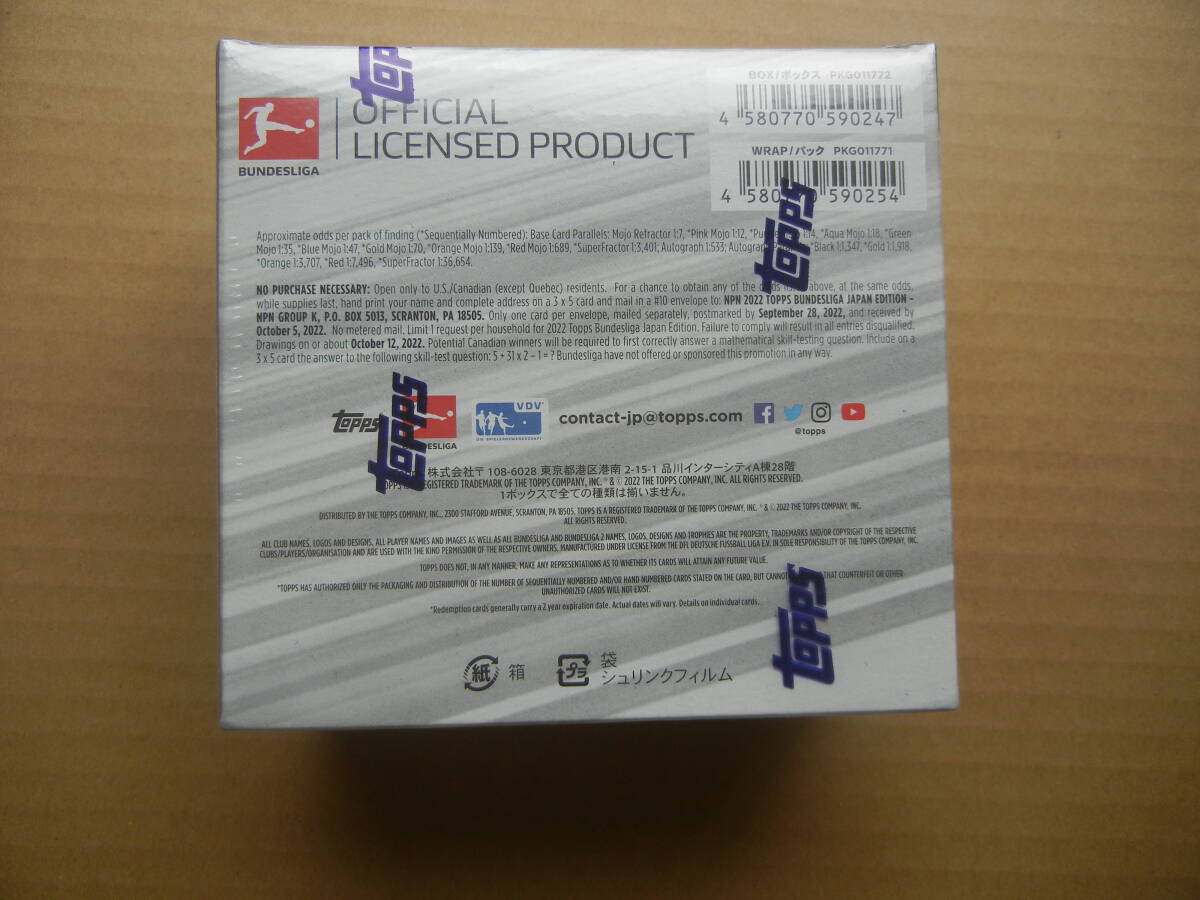 topps
BUNDESLIGA
OFFICIAL
LICENSED PRODUCT
BOX/ボックス PKG011772
4 580770 590247
WRAP/パック PKG011771
4 580 0 590254
topps
Approximate odds per pack of finding (*Sequentially Numbered): Base Card Parallels: Mojo Refractor 1:7, *Pink Mojo 1:12, 1:14, *Aqua Mojo 1:18, *Green
Mojo 1:35, *Blue Mojo 1:47, *Gold Mojo 1:70, *Orange Mojo 1:139, *Red Mojo 1:689, *SuperFractor 1:3,401; Autograph 1:533; Autograph *Black 1:1,347, *Gold 1:1,918,
*Orange 1:3,707, *Red 1:7,496, *SuperFractor 1:36,654.
NO PURCHASE NECESSARY: Open only to U.S./Canadian (except Quebec) residents. For a chance to obtain any of the above, at the same odds,
while supplies last, hand print your name and complete address on a 3 x 5 card and mail in a #10 envelope to: NPN 2022 TOPPS BUNDESLIGA JAPAN EDITION -
NPN GROUP K, P.O. BOX 5013, SCRANTON, PA 18505. Only one card per envelope, mailed separately, postmarked by September 28, 2022, and received by
October 5, 2022. No metered mail. Limit 1 request per household for 2022 Topps Bundesliga Japan Edition. Failure to comply will result in all entries disqualified.
Drawings on or about October 12, 2022. Potential Canadian winners will be required to first correctly answer a mathematical skill-testing question. Include on a
3 x 5 card the answer to the following skill-test question: 5 + 31 x 2 – 1 = ? Bundesliga have not offered or sponsored this promotion in any way.
topps
topps
VDV
DIE SPIELERGEWERKSCHAFT
contact-jp@topps.com
@topps
株式会社〒108-6028 東京都港区港南 2-15-1 品川インターシティA棟28階
REGISTERED TRADEMARK OF THE TOPPS COMPANY, INC. ® & © 2022 THE TOPPS COMPANY, INC. ALL RIGHTS RESERVED.
1ボックスで全ての種類は揃いません。
DISTRIBUTED BY THE TOPPS COMPANY, INC., 2300 STAFFORD AVENUE, SCRANTON, PA 18505. TOPPS IS A REGISTERED TRADEMARK OF THE TOPPS COMPANY, INC. ® & © 2022 THE TOPPS COMPANY, INC.
ALL RIGHTS RESERVED.
ALL CLUB NAMES, LOGOS AND DESIGNS, ALL PLAYER NAMES AND IMAGES AS WELL AS ALL BUNDESLIGA AND BUNDESLIGA 2 NAMES, LOGOS, DESIGNS AND TROPHIES ARE THE PROPERTY, TRADEMARKS AND/OR COPYRIGHT OF THE RESPECTIVE
CLUBS/PLAYERS/ORGANISATION AND ARE USED WITH THE KIND PERMISSION OF THE RESPECTIVE OWNERS. MANUFACTURED UNDER LICENSE FROM THE DFL DEUTSCHE FUSSBALL LIGA E.V. IN SOLE RESPONSIBILITY OF THE TOPPS COMPANY, INC.
TOPPS DOES NOT, IN ANY MANNER, MAKE ANY REPRESENTATIONS AS TO WHETHER ITS CARDS WILL ATTAIN ANY FUTURE VALUE.
*TOPPS HAS AUTHORIZED ONLY THE PACKAGING AND DISTRIBUTION OF THE NUMBER OF SEQUENTIALLY NUMBERED AND/OR HAND NUMBERED CARDS STATED ON THE CARD, BUT CANNOT THAT COUNTERFEIT OR OTHER
UNAUTHORIZED CARDS WILL NOT EXIST.
topps
*Redemption cards generally carry a 2 year expiration date. Actual dates will vary. Details on individual cards.
紙 箱
プラ 袋
シュリンクフィルム